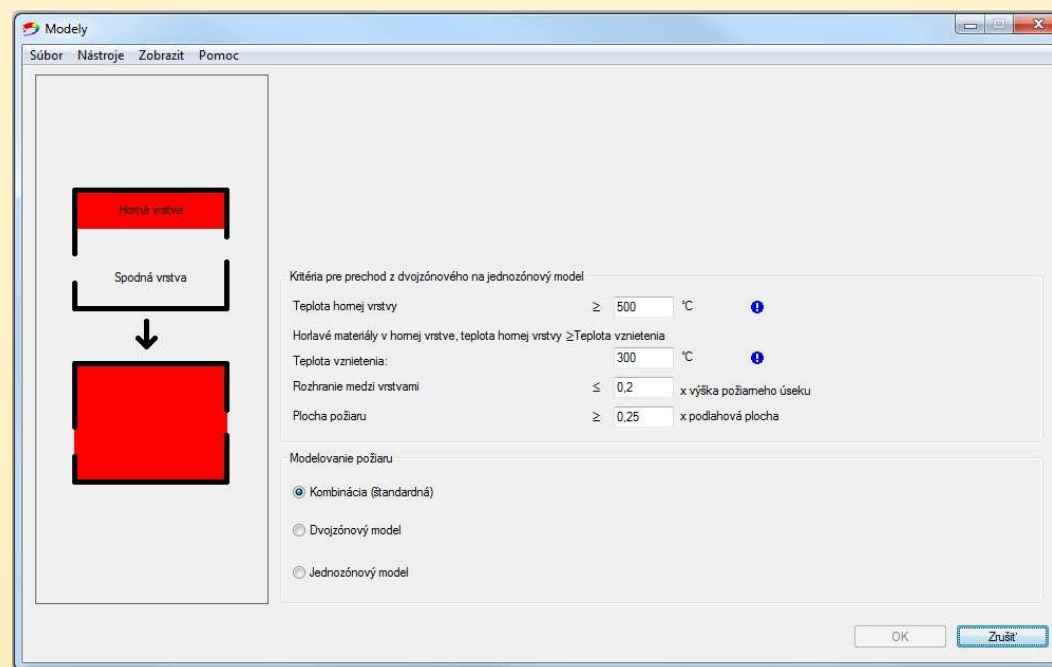 Modely
Súbor Nástroje Zobrazit Pomoc
Horná vrstva
Spodná vrstva
Kritéria pre prechod z dvojzónového na jednozónový model
Teplota hornej vrstvy ≥ 500 °C
Horlavé materiály v hornej vrstve, teplota hornej vrstvy ≥Teplota vznietenia
Teplota vznietenia: 300 °C
Rozhranie medzi vrstvami ≤ 0,2 x výška požiarneho úseku
Plocha požiaru ≥ 0,25 x podlahová plocha
Modelovanie požiaru
Kombinácia (štandardná)
Dvojzónový model
Jednozónový model
OK Zrušiť